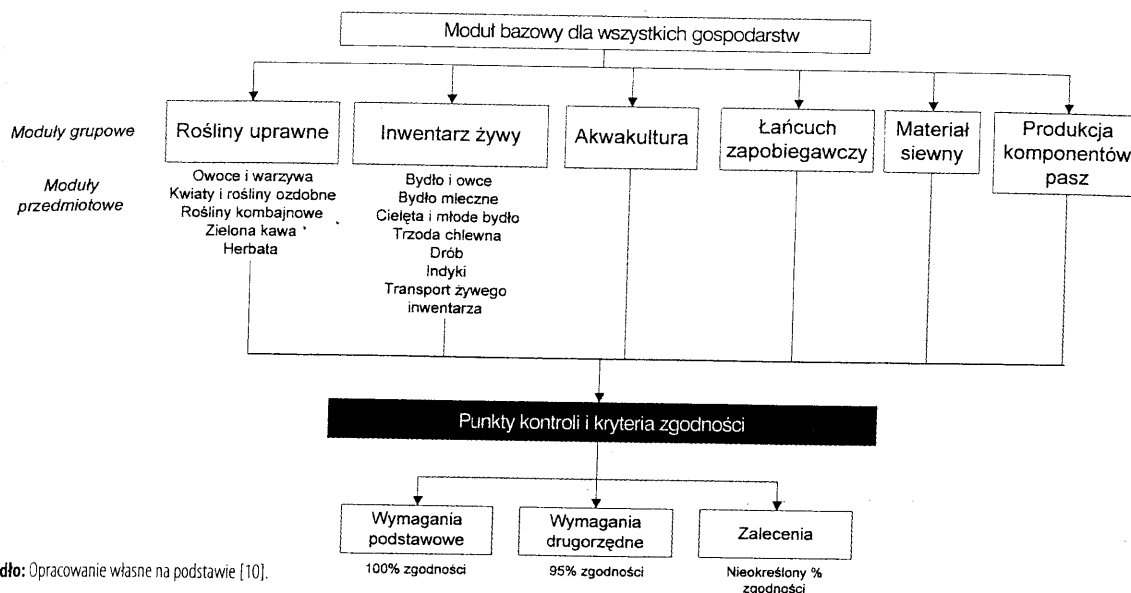 Moduł bazowy dla wszystkich gospodarstw
Moduły grupowe
Rośliny uprawne
Inwentarz żywy
Akwakultura
Łańcuch
zapobiegawczy
Materiał
siewny
Produkcja
komponentów
pasz
Moduły
przedmiotowe
Owoce i warzywa
Kwiaty i rośliny ozdobne
Rośliny kombajnowe
Zielona kawa
Herbata
Bydło i owce
Bydło mleczne
Cielęta i młode bydło
Trzoda chlewna
Drób
Indyki
Transport żywego
inwentarza
Punkty kontroli i kryteria zgodności
Wymagania
podstawowe
100% zgodności
Wymagania
drugorzędne
95% zgodności
Zalecenia
Nieokreślony %
zgodności
dło: Opracowanie własne na podstawie [10].